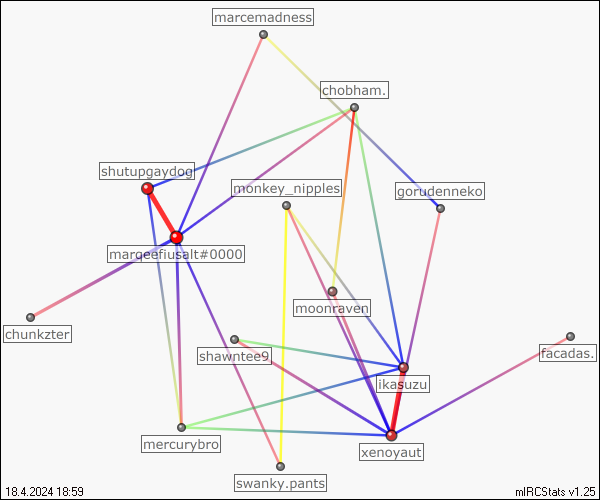 marcemadness
chobham.
shutupgaydog
monkey_nipples
gorudenneko
marqeefiusalt#0000
moonraven
chunkzter
shawntee9
facadas.
ikasuzu
mercurybro
xenoyaut
swanky.pants
18.4.2024 18:59
mIRCStats v1.25